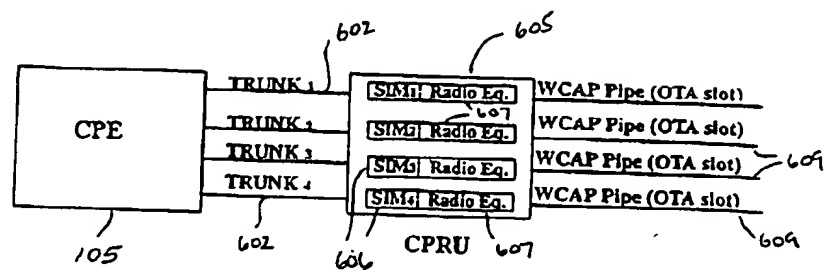 602
605
TRUNK 1
SIM1 Radio Eq.
WCAP Pipe (OTA slot)
607
CPE
TRUNK 2
SIM2 Radio Eq.
WCAP Pipe (OTA slot)
TRUNK 3
SIM3 Radio Eq.
WCAP Pipe (OTA slot)
609
TRUNK 4
SIM4 Radio Eq.
WCAP Pipe (OTA slot)
105
602
606
CPRU
607
609